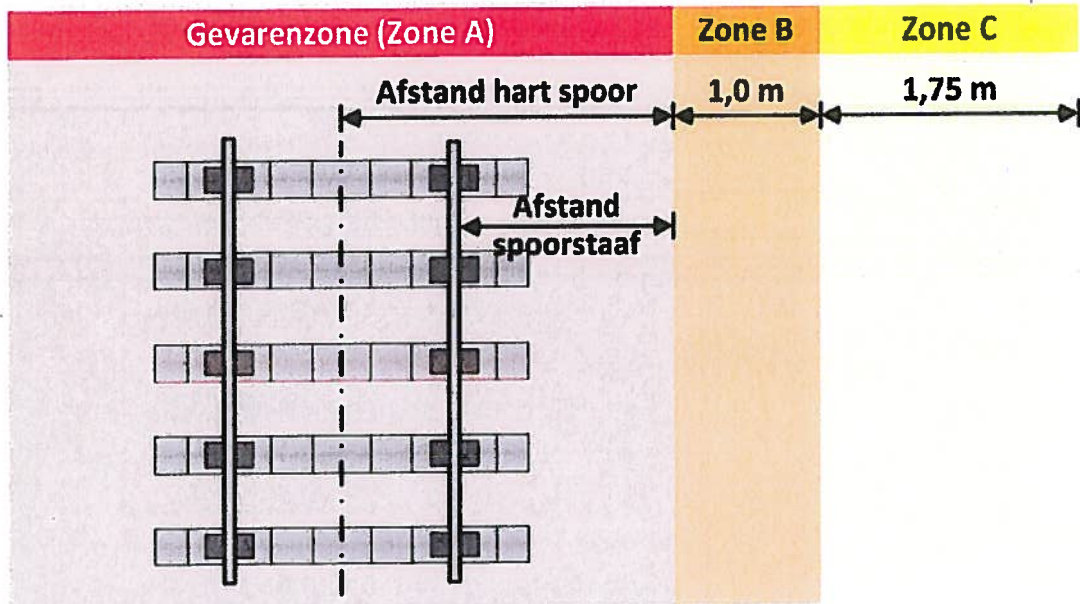 Gevarenzone (Zone A)
Zone B
Zone C
Afstand hart spoor
1,0 m
1,75 m
Afstand
spoorstaaf